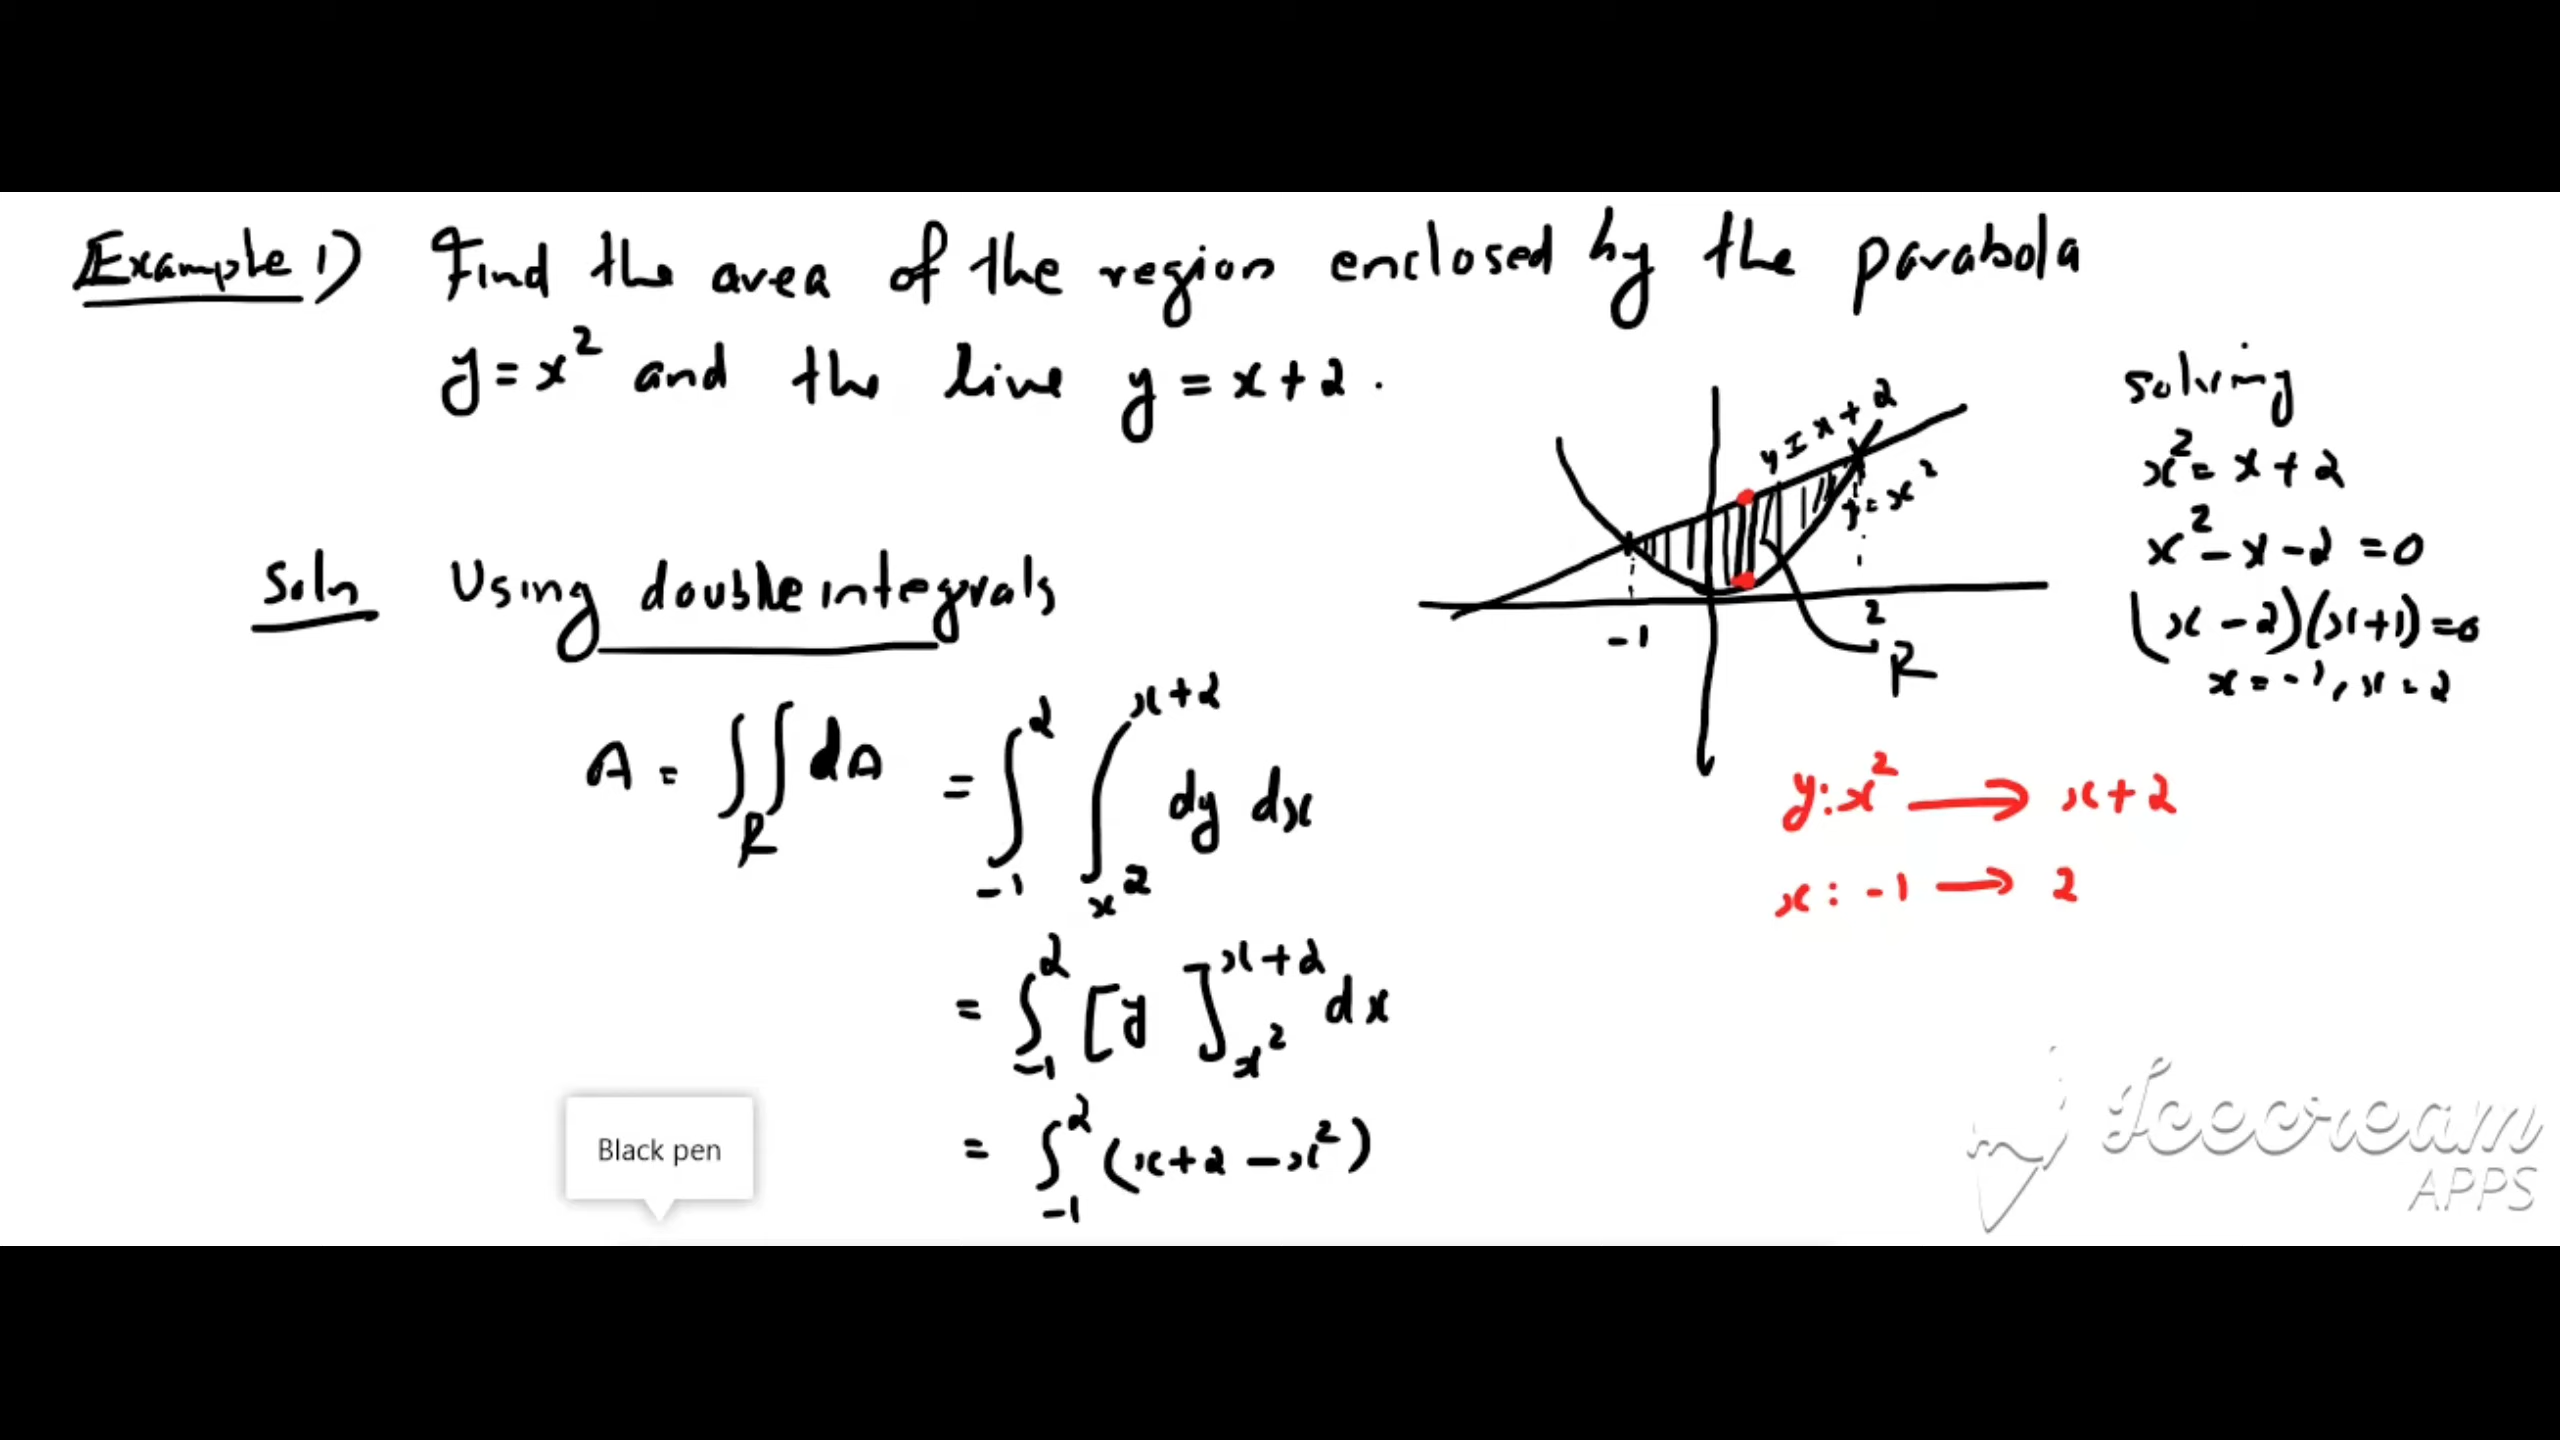 Example 1) Find the area of the region enclosed by the parabola
y = x² and the line y = x + 2 .
y = x + 2
y = x²
-1
2
R
solving
x² = x + 2
x² - x - 2 = 0
(x - 2)(x + 1) = 0
x = -1, x = 2
Soln Using double integrals
A = ∫∫_R dA = ∫_{-1}^{2} ∫_{x²}^{x+2} dy dx
y: x² → x + 2
x: -1 → 2
= ∫_{-1}^{2} [y]_{x²}^{x+2} dx
= ∫_{-1}^{2} (x + 2 - x²)
Black pen
Icecream
APPS